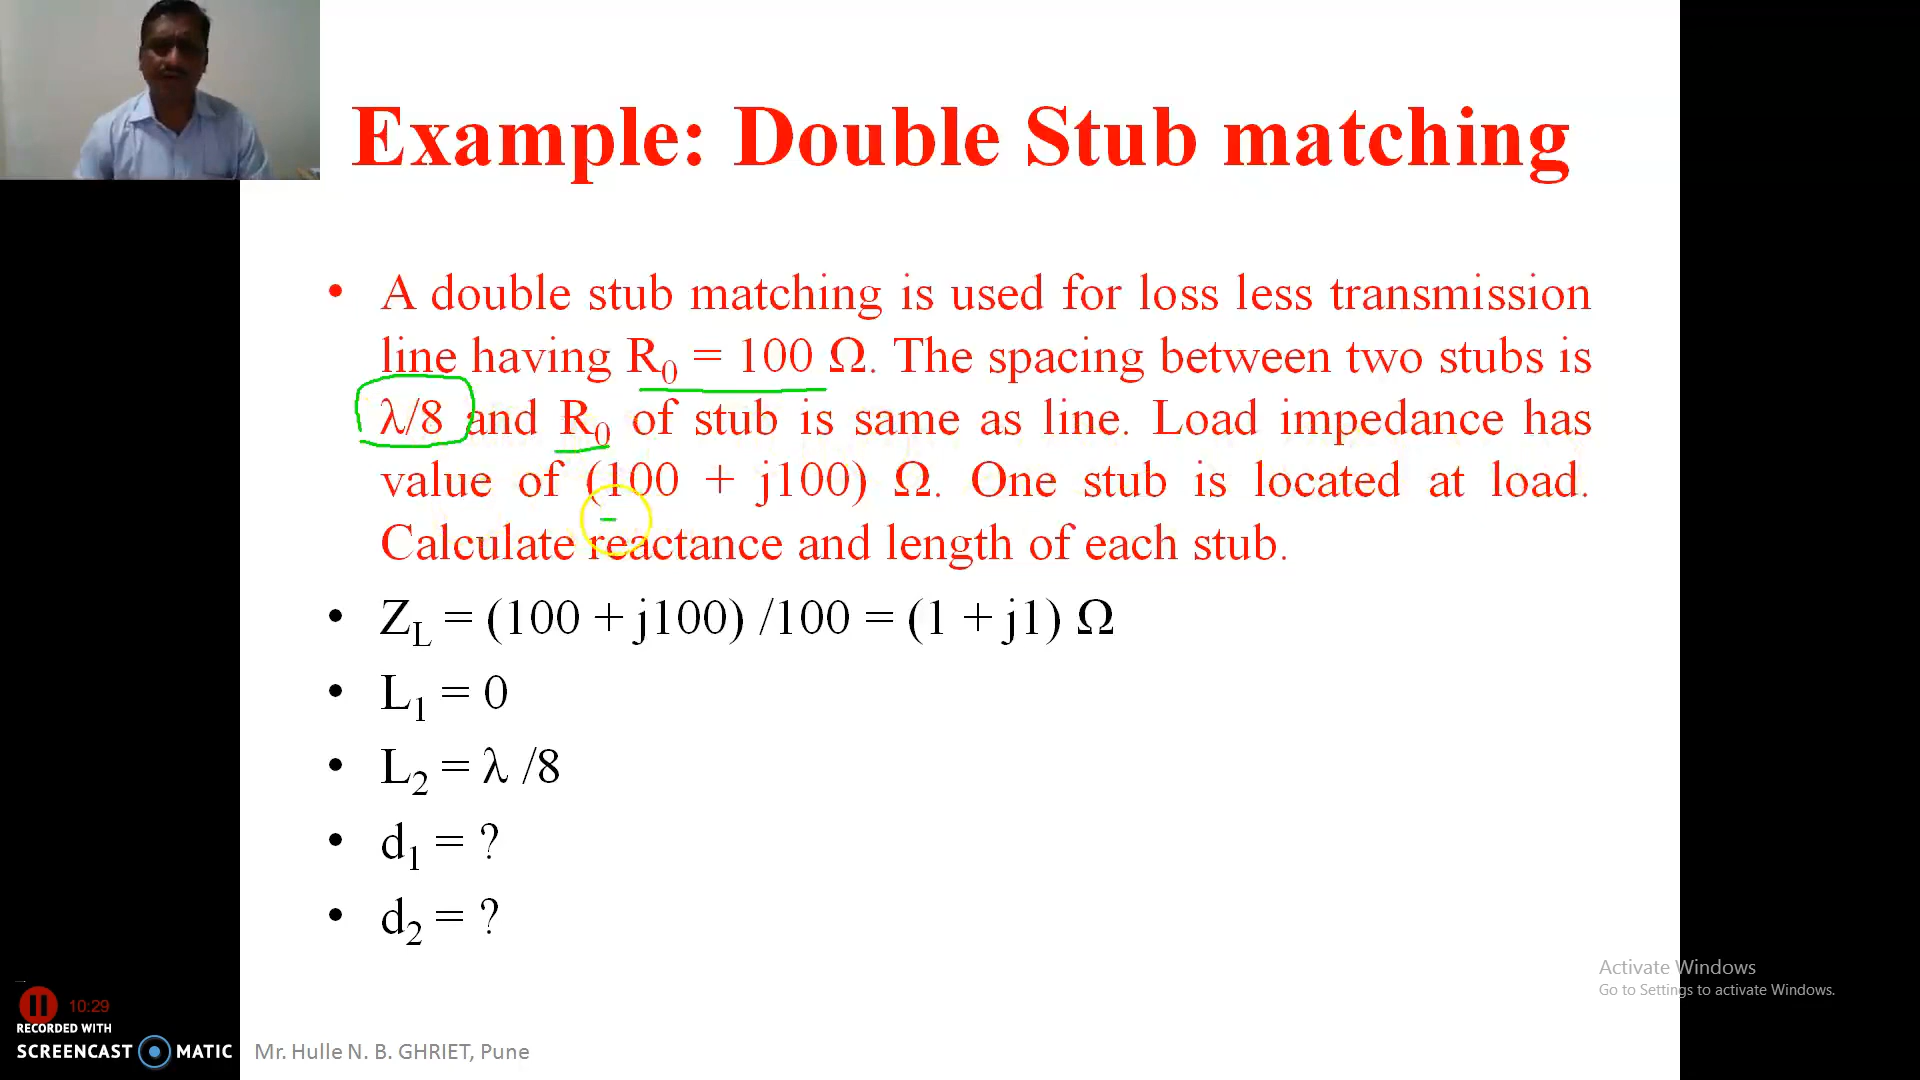 Example: Double Stub matching
• A double stub matching is used for loss less transmission
line having R₀ = 100 Ω. The spacing between two stubs is
λ/8 and R₀ of stub is same as line. Load impedance has
value of (100 + j100) Ω. One stub is located at load.
Calculate reactance and length of each stub.
• Z_L = (100 + j100) /100 = (1 + j1) Ω
• L₁ = 0
• L₂ = λ /8
• d₁ = ?
• d₂ = ?
Activate Windows
Go to Settings to activate Windows.
10:29
RECORDED WITH
SCREENCAST MATIC
Mr. Hulle N. B. GHRIET, Pune